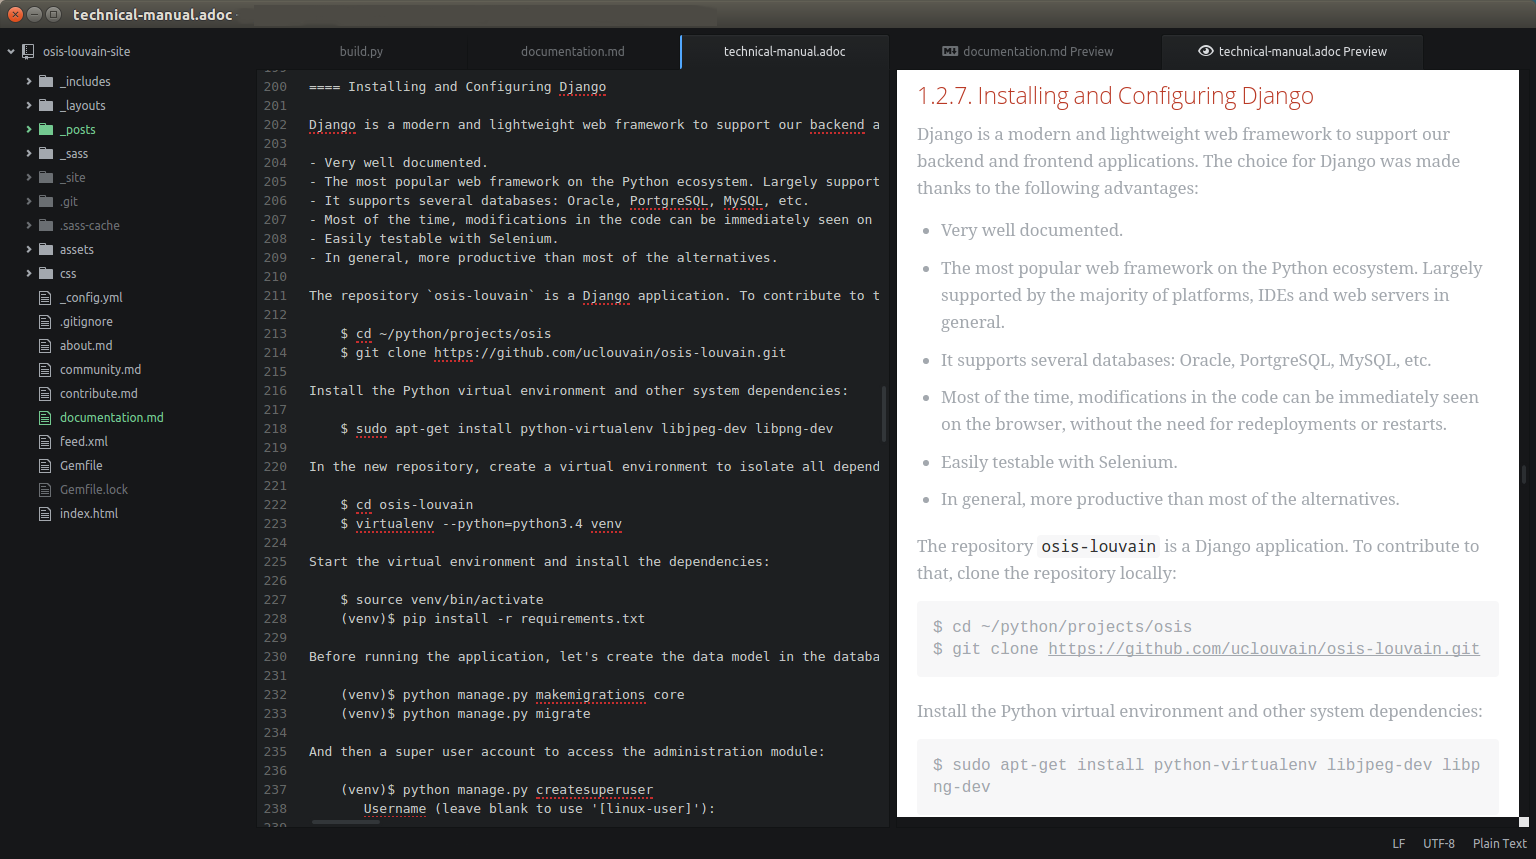 technical-manual.adoc
osis-louvain-site
_includes
_layouts
_posts
_sass
_site
.git
.sass-cache
assets
css
_config.yml
.gitignore
about.md
community.md
contribute.md
documentation.md
feed.xml
Gemfile
Gemfile.lock
index.html
build.py
documentation.md
technical-manual.adoc
200 ==== Installing and Configuring Django
201
202 Django is a modern and lightweight web framework to support our backend a
203
204 - Very well documented.
205 - The most popular web framework on the Python ecosystem. Largely support
206 - It supports several databases: Oracle, PortgreSQL, MySQL, etc.
207 - Most of the time, modifications in the code can be immediately seen on
208 - Easily testable with Selenium.
209 - In general, more productive than most of the alternatives.
210
211 The repository `osis-louvain` is a Django application. To contribute to t
212
213 $ cd ~/python/projects/osis
214 $ git clone https://github.com/uclouvain/osis-louvain.git
215
216 Install the Python virtual environment and other system dependencies:
217
218 $ sudo apt-get install python-virtualenv libjpeg-dev libpng-dev
219
220 In the new repository, create a virtual environment to isolate all depend
221
222 $ cd osis-louvain
223 $ virtualenv --python=python3.4 venv
224
225 Start the virtual environment and install the dependencies:
226
227 $ source venv/bin/activate
228 (venv)$ pip install -r requirements.txt
229
230 Before running the application, let's create the data model in the databa
231
232 (venv)$ python manage.py makemigrations core
233 (venv)$ python manage.py migrate
234
235 And then a super user account to access the administration module:
236
237 (venv)$ python manage.py createsuperuser
238 Username (leave blank to use '[linux-user]'):
documentation.md Preview
technical-manual.adoc Preview
1.2.7. Installing and Configuring Django
Django is a modern and lightweight web framework to support our
backend and frontend applications. The choice for Django was made
thanks to the following advantages:
• Very well documented.
• The most popular web framework on the Python ecosystem. Largely
supported by the majority of platforms, IDEs and web servers in
general.
• It supports several databases: Oracle, PortgreSQL, MySQL, etc.
• Most of the time, modifications in the code can be immediately seen
on the browser, without the need for redeployments or restarts.
• Easily testable with Selenium.
• In general, more productive than most of the alternatives.
The repository osis-louvain is a Django application. To contribute to
that, clone the repository locally:
$ cd ~/python/projects/osis
$ git clone https://github.com/uclouvain/osis-louvain.git
Install the Python virtual environment and other system dependencies:
$ sudo apt-get install python-virtualenv libjpeg-dev libp
ng-dev
LF
UTF-8
Plain Text